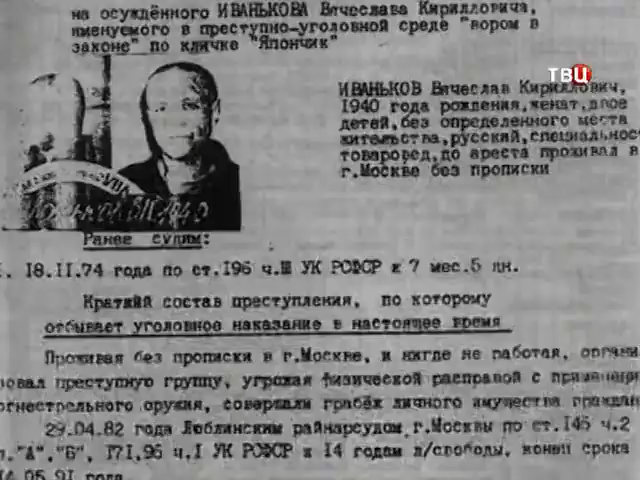 на осуждённого ИВАНЬКОВА Вячеслава Кирилловича,
именуемого в преступно-уголовной среде "вором в
законе" по кличке "Япончик"
ТВЦ
ИВАНЬКОВ Вячеслав Кириллович,
1940 года рождения, женат, двое
детей, без определенного места
жительства, русский, специальнос
товаровед, до ареста проживал в
г.Москве без прописки
Ранее судим:
18.II.74 года по ст.196 ч.Ш УК РСФСР к 7 мес.5 дн.
Краткий состав преступления, по которому
отбывает уголовное наказание в настоящее время
Проживая без прописки в г.Москве, и нигде не работая, органи
ровал преступную группу, угрожая физической расправой с применени
огнестрельного оружия, совершали грабёж личного имущества граждан
29.04.82 года Люблинским райнарсудом г.Москвы по ст.146 ч.2
п."А","Б", 171,96 ч.I УК РСФСР к 14 годам л/свободы, конец срока
14.05.91 года